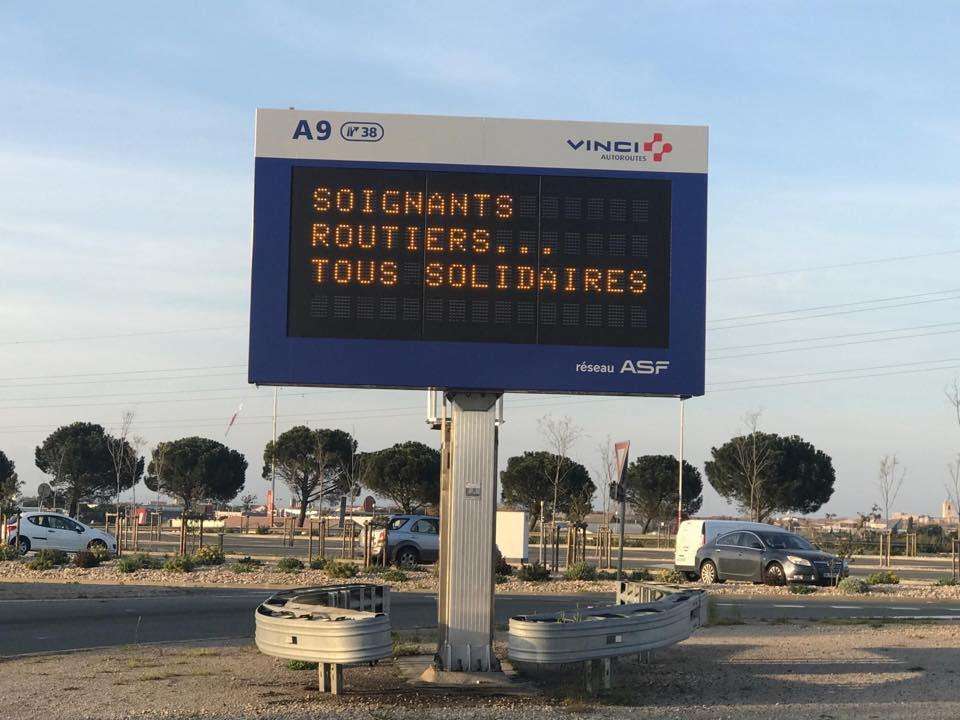 A9 38
VINCI
AUTOROUTES
SOIGNANTS
ROUTIERS...
TOUS SOLIDAIRES
réseau ASF